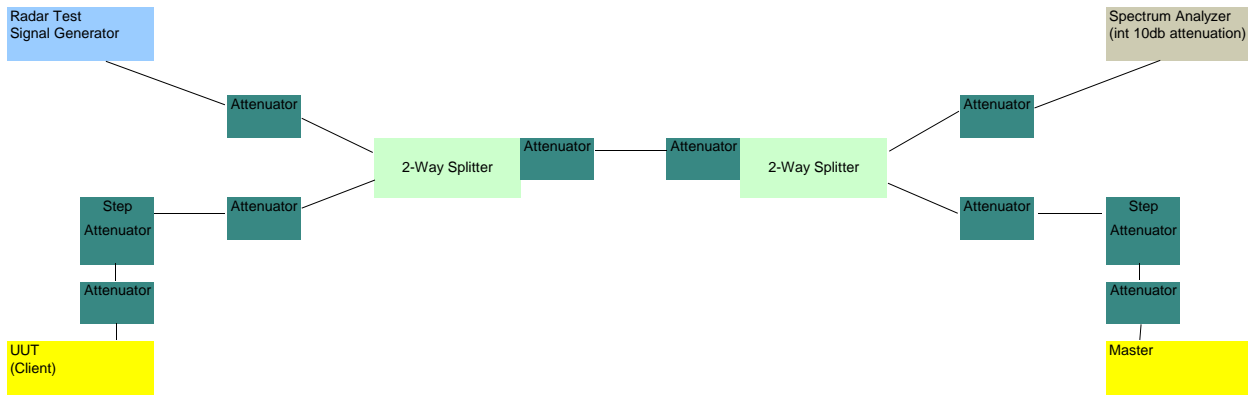 Radar Test
Signal Generator
Spectrum Analyzer
(int 10db attenuation)
Attenuator
Attenuator
2-Way Splitter
Attenuator
Attenuator
2-Way Splitter
Step
Attenuator
Attenuator
Attenuator
Step
Attenuator
Attenuator
Attenuator
UUT
(Client)
Master